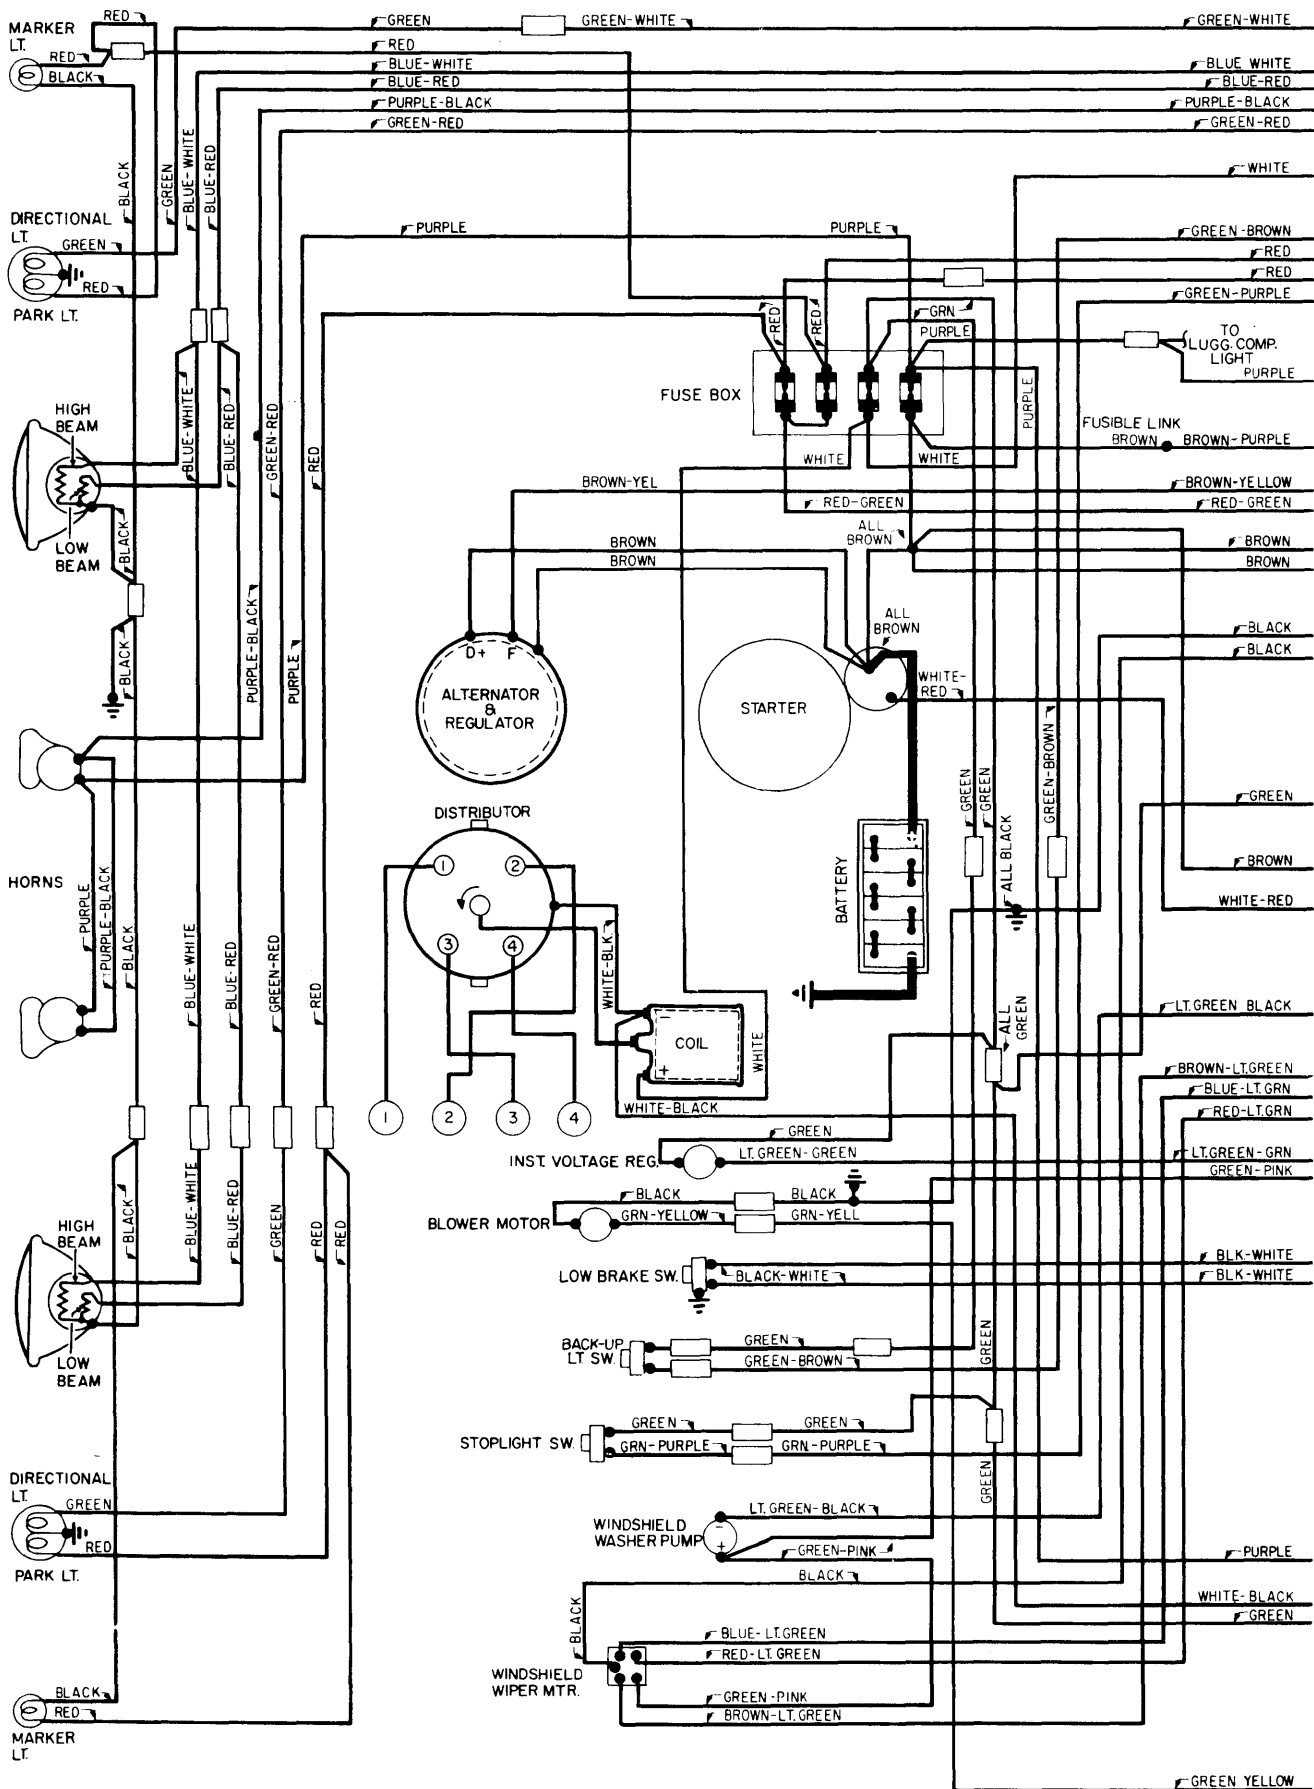 RED
GREEN
GREEN-WHITE
GREEN-WHITE
MARKER
LT.
RED
RED
BLACK
BLUE-WHITE
BLUE WHITE
BLUE-RED
BLUE-RED
PURPLE-BLACK
PURPLE-BLACK
GREEN-RED
GREEN-RED
BLACK
GREEN
BLUE-WHITE
BLUE-RED
WHITE
DIRECTIONAL
LT.
GREEN
RED
PARK LT.
PURPLE
PURPLE
GREEN-BROWN
RED
RED
GREEN-PURPLE
RED
RED
GRN
PURPLE
TO
LUGG. COMP.
LIGHT
PURPLE
FUSE BOX
PURPLE
FUSIBLE LINK
BROWN
BROWN-PURPLE
WHITE
WHITE
HIGH
BEAM
BLUE-WHITE
BLUE-RED
GREEN-RED
RED
LOW
BEAM
BLACK
BROWN-YEL
BROWN-YELLOW
RED-GREEN
RED-GREEN
ALL
BROWN
BROWN
BROWN
BROWN
BROWN
BLACK
PURPLE-BLACK
PURPLE
ALL
BROWN
BLACK
BLACK
D+
F
ALTERNATOR
&
REGULATOR
STARTER
WHITE-
RED
GREEN
GREEN
GREEN-BROWN
GREEN
DISTRIBUTOR
1
2
3
4
BATTERY
ALL BLACK
BROWN
WHITE-RED
HORNS
PURPLE
PURPLE-BLACK
BLACK
BLUE-WHITE
BLUE-RED
GREEN-RED
RED
WHITE-BLK
-
COIL
+
WHITE
ALL
GREEN
LT.GREEN BLACK
BROWN-LT.GREEN
BLUE-LT.GRN
RED-LT.GRN
1
2
3
4
WHITE-BLACK
GREEN
INST. VOLTAGE REG.
LT.GREEN-GREEN
LT.GREEN-GRN
GREEN-PINK
BLACK
BLACK
BLOWER MOTOR
GRN-YELLOW
GRN-YELL
HIGH
BEAM
BLACK
BLUE-WHITE
BLUE-RED
GREEN
RED
RED
LOW
BEAM
LOW BRAKE SW.
BLACK-WHITE
BLK-WHITE
BLK-WHITE
BACK-UP
LT. SW.
GREEN
GREEN-BROWN
GREEN
STOPLIGHT SW.
GREEN
GREEN
GRN-PURPLE
GRN-PURPLE
GREEN
DIRECTIONAL
LT.
GREEN
RED
PARK LT.
WINDSHIELD
WASHER PUMP
-
+
LT. GREEN-BLACK
GREEN-PINK
BLACK
PURPLE
WHITE-BLACK
GREEN
BLACK
BLUE-LT.GREEN
RED-LT.GREEN
WINDSHIELD
WIPER MTR.
GREEN-PINK
BROWN-LT.GREEN
BLACK
RED
MARKER
LT.
GREEN YELLOW